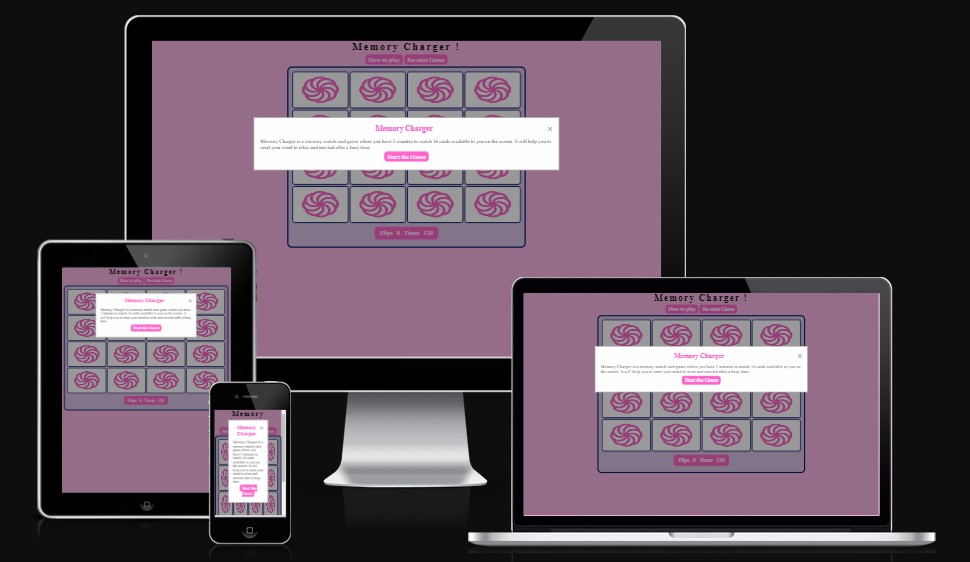 Memory Charger !
How to play Re-start Game
Memory Charger ×
Memory Charger is a memory match card game where you have 2 minutes to match 16 cards available to you on the screen. It will help you to
reset your mind to relax and unwind after a busy time.
Start the Game
Flips 0 Timer 120
Memory Charger !
How to play Re-start Game
Memory Charger ×
Memory Charger is a memory match card game where you have
2 minutes to match 16 cards available to you on the screen. It
will help you to reset your mind to relax and unwind after a busy
time.
Start the Game
Flips 0 Timer 120
Memory
Memory ×
Charger
Memory Charger is a
memory match card
game where you
have 2 minutes to
match 16 cards
available to you on
the screen. It will
help you to reset
your mind to relax
and unwind after a
busy time.
Start the
Game
Memory Charger !
How to play Re-start Game
Memory Charger ×
Memory Charger is a memory match card game where you have 2 minutes to match 16 cards available to you on
the screen. It will help you to reset your mind to relax and unwind after a busy time.
Start the Game
Flips 0 Timer 120